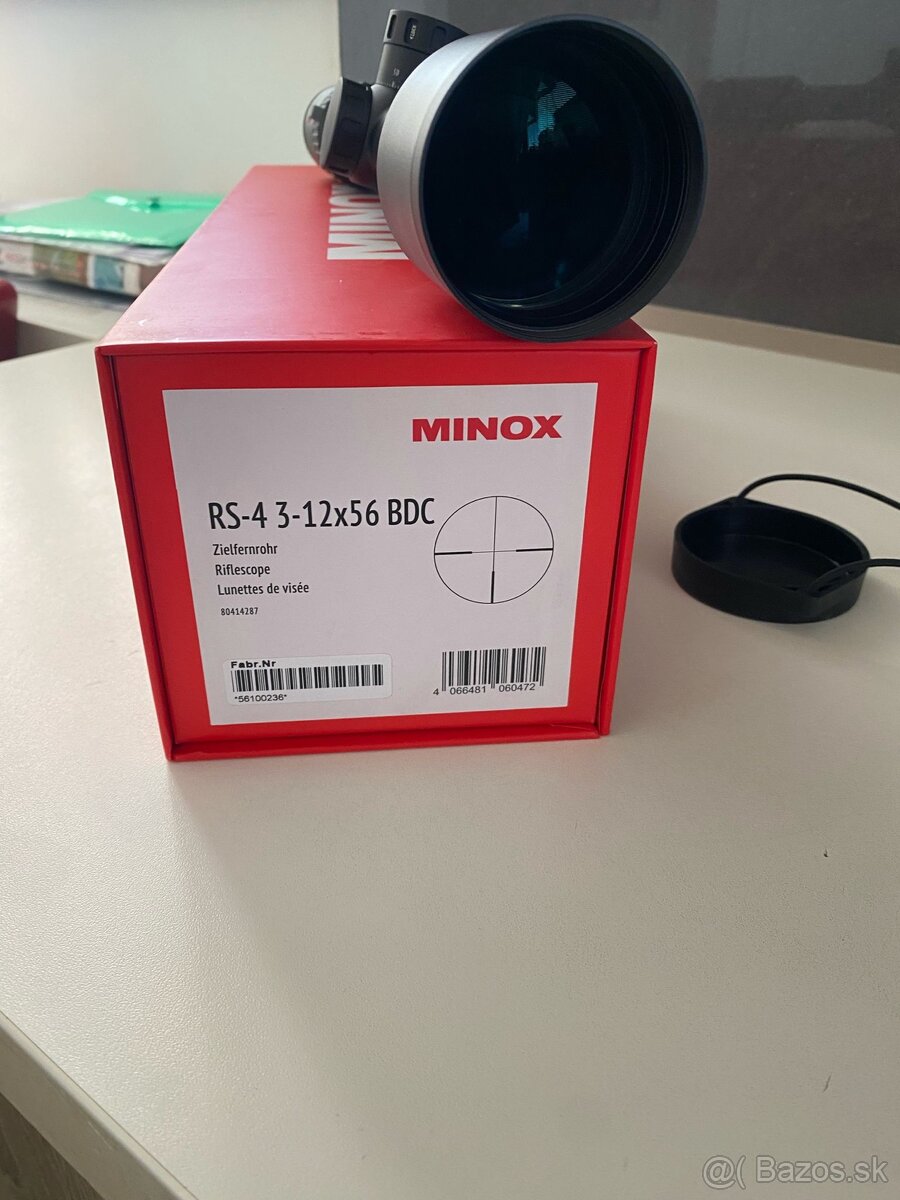 MINOX
MINOX
RS-4 3-12x56 BDC
Zielfernrohr
Riflescope
Lunettes de visée
80414287
Fabr.Nr
*56100236*
4 066481 060472
@( Bazos.sk